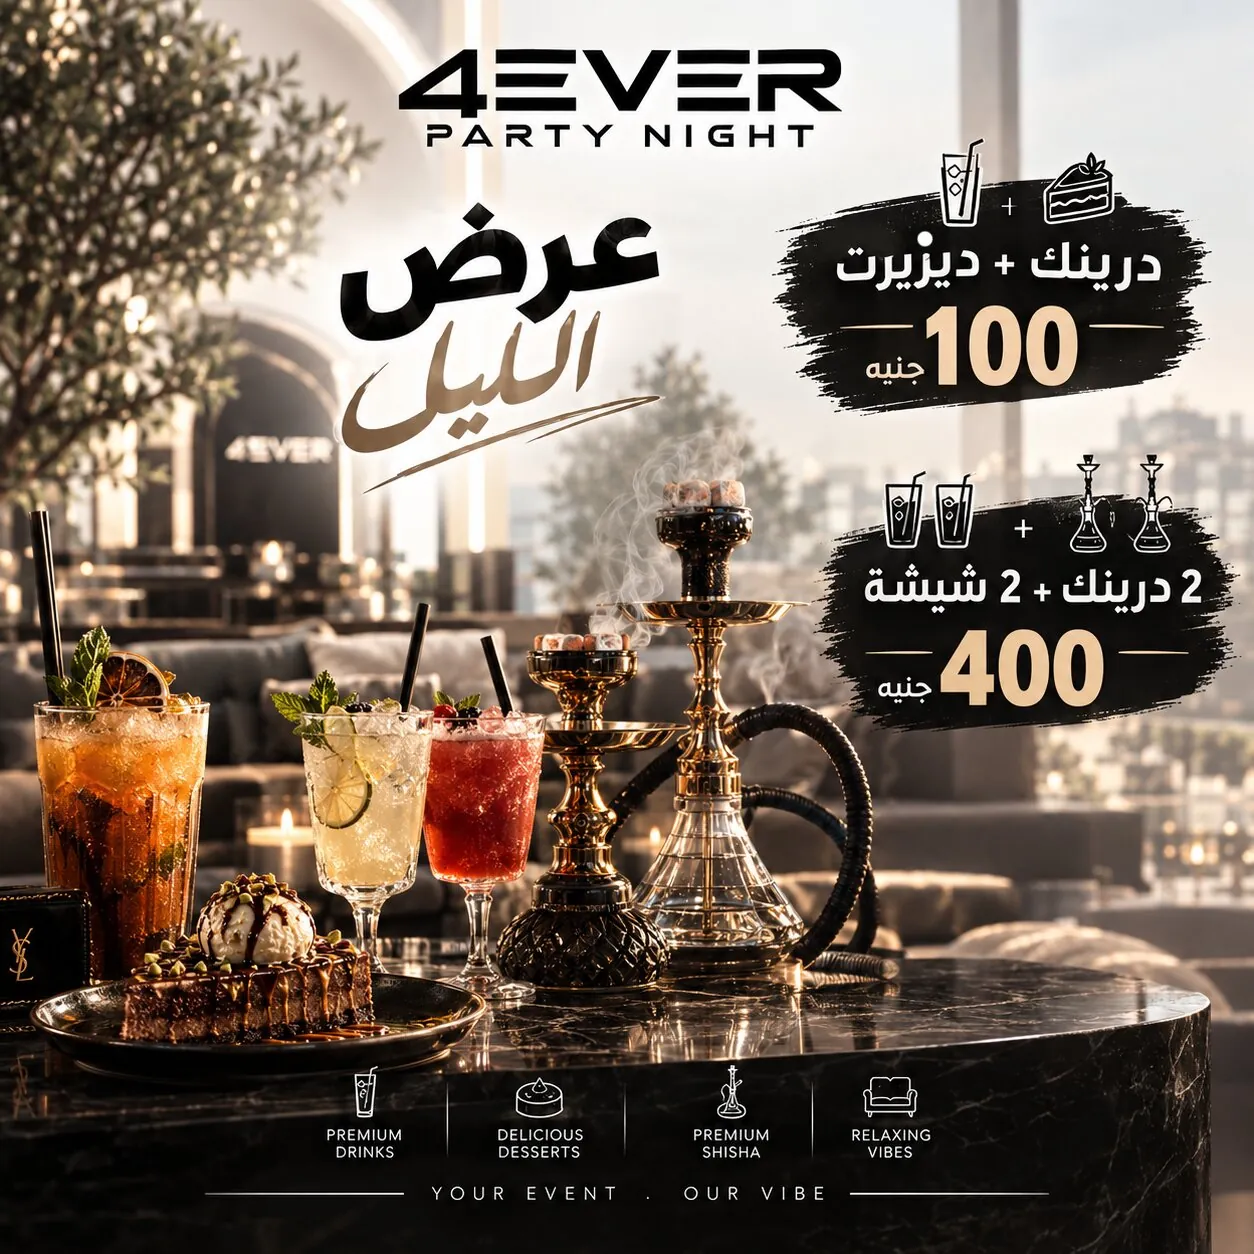 4EVER
PARTY NIGHT
عرض
الليل
درينك + ديزيرت
100 جنيه
2 درينك + 2 شيشة
400 جنيه
4EVER
YSL
PREMIUM
DRINKS
DELICIOUS
DESSERTS
PREMIUM
SHISHA
RELAXING
VIBES
YOUR EVENT . OUR VIBE